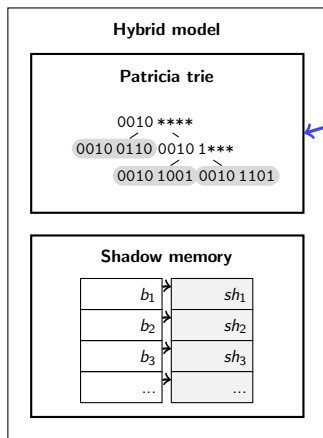 Hybrid model
Patricia trie
0010 ****
0010 0110 0010 1***
0010 1001 0010 1101
Shadow memory
b1 sh1
b2 sh2
b3 sh3
... ...